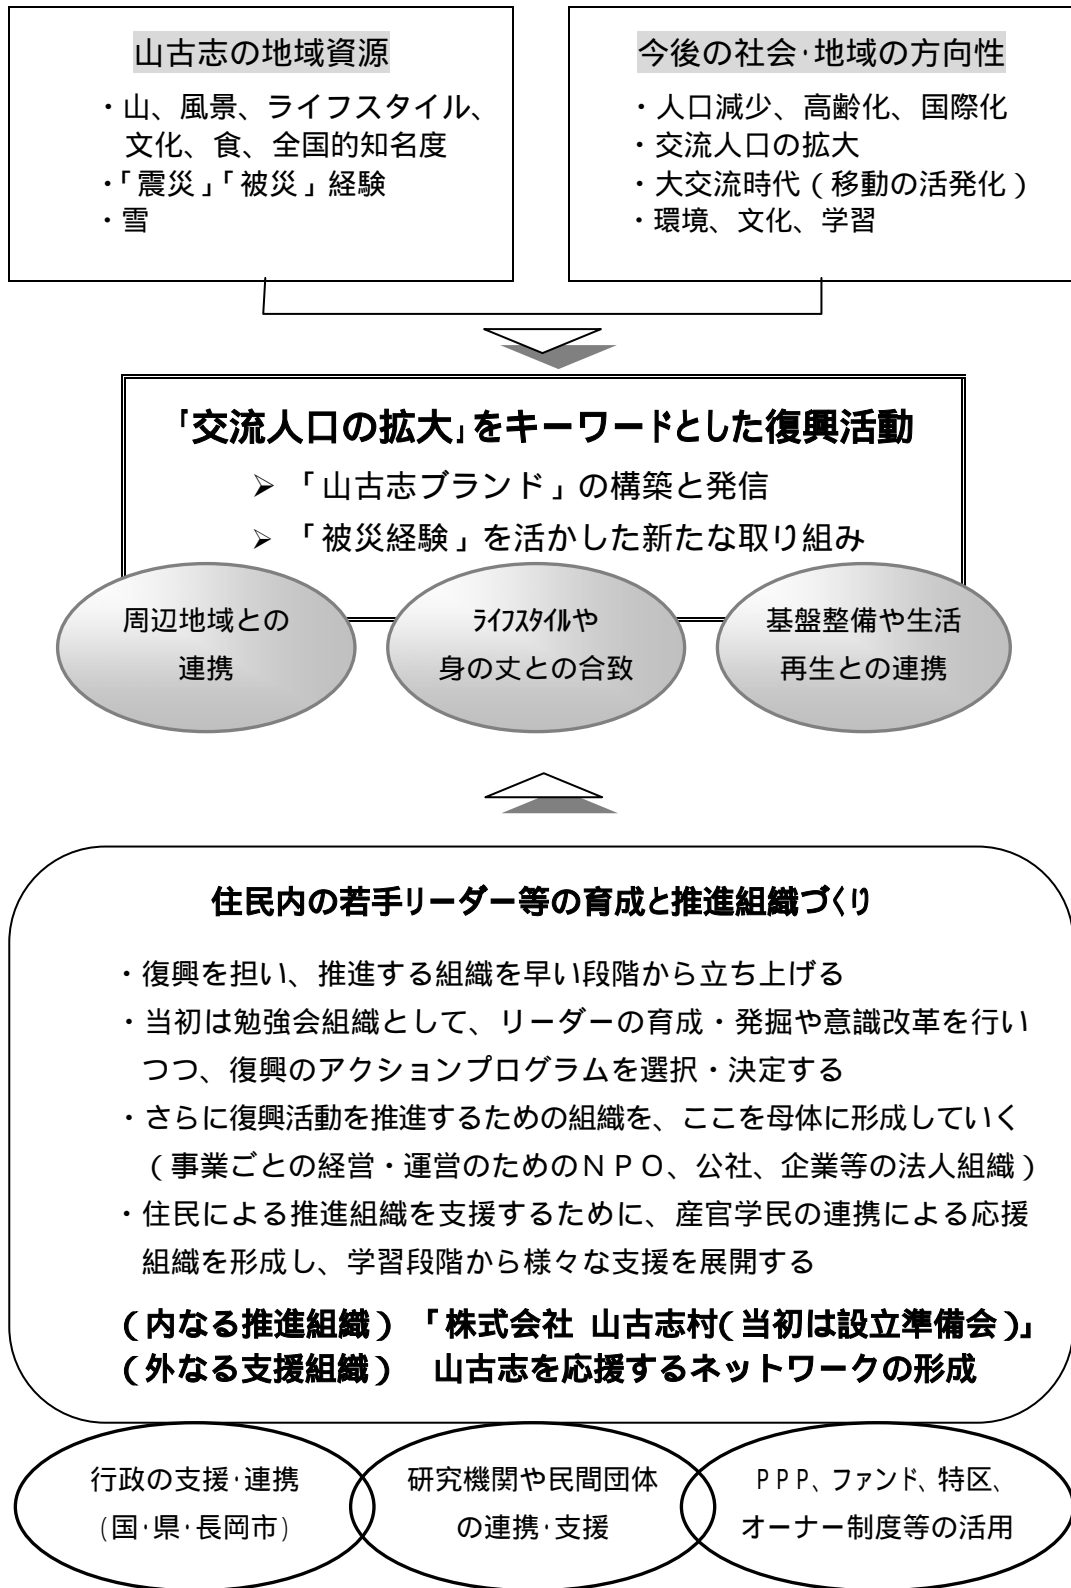 山古志の地域資源
・山、風景、ライフスタイル、
文化、食、全国的知名度
・「震災」「被災」経験
・雪
今後の社会・地域の方向性
・人口減少、高齢化、国際化
・交流人口の拡大
・大交流時代（移動の活発化）
・環境、文化、学習
「交流人口の拡大」をキーワードとした復興活動
➢ 「山古志ブランド」の構築と発信
➢ 「被災経験」を活かした新たな取り組み
周辺地域との
連携
ﾗｲﾌｽﾀｲﾙや
身の丈との合致
基盤整備や生活
再生との連携
住民内の若手リーダー等の育成と推進組織づくり
・復興を担い、推進する組織を早い段階から立ち上げる
・当初は勉強会組織として、リーダーの育成・発掘や意識改革を行い
つつ、復興のアクションプログラムを選択・決定する
・さらに復興活動を推進するための組織を、ここを母体に形成していく
（事業ごとの経営・運営のためのＮＰＯ、公社、企業等の法人組織）
・住民による推進組織を支援するために、産官学民の連携による応援
組織を形成し、学習段階から様々な支援を展開する
（内なる推進組織）「株式会社 山古志村（当初は設立準備会）」
（外なる支援組織） 山古志を応援するネットワークの形成
行政の支援・連携
（国・県・長岡市）
研究機関や民間団体
の連携・支援
ＰＰＰ、ファンド、特区、
オーナー制度等の活用